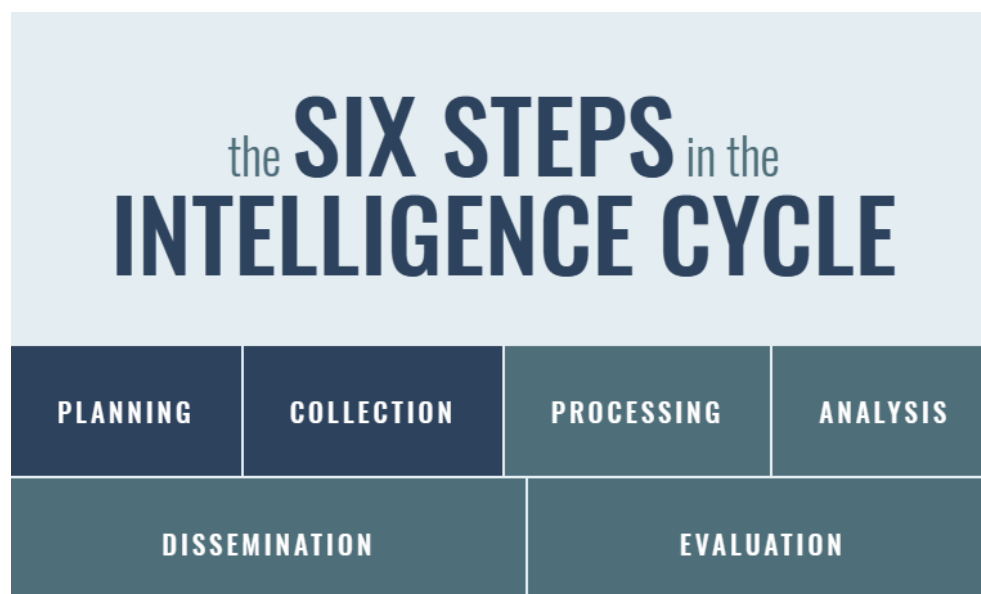 the SIX STEPS in the
INTELLIGENCE CYCLE
PLANNING COLLECTION PROCESSING ANALYSIS
DISSEMINATION EVALUATION